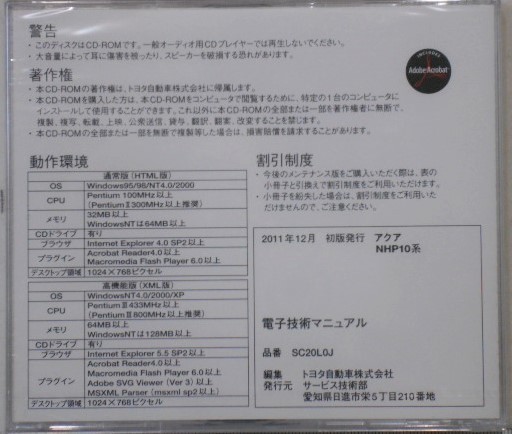 警告
・このディスクはCD-ROMです。一般オーディオ用CDプレイヤーでは再生しないでください。
・大音量によって耳に傷害を被ったり、スピーカーを破損する恐れがあります。
著作権
・本CD-ROMの著作権は、トヨタ自動車株式会社に帰属します。
・本CD-ROMを購入した方は、本CD-ROMをコンピュータで閲覧するために、特定の1台のコンピュータに
インストールして使用することができます。これ以外に本CD-ROMの全部または一部を著作権者に無断で、
複製、複写、転載、上映、公衆送信、貸与、翻訳、翻案、改変することを禁じます。
・本CD-ROMの全部または一部を無断で複製等した場合は、損害賠償を請求することがあります。
INCLUDES
Adobe Acrobat
動作環境
通常版(HTML版)
OS Windows95/98/NT4.0/2000
CPU Pentium 100MHz以上
(PentiumⅡ300MHz以上推奨)
メモリ 32MB以上
WindowsNTは64MB以上
CDドライブ 有り
ブラウザ Internet Explorer 4.0 SP2以上
プラグイン Acrobat Reader4.0以上
Macromedia Flash Player 6.0以上
デスクトップ領域 1024×768ピクセル
高機能版(XML版)
OS WindowsNT4.0/2000/XP
CPU PentiumⅡ433MHz以上
(PentiumⅢ800MHz以上推奨)
メモリ 64MB以上
WindowsNTは128MB以上
CDドライブ 有り
ブラウザ Internet Explorer 5.5 SP2以上
プラグイン Acrobat Reader4.0以上
Macromedia Flash Player 6.0以上
Adobe SVG Viewer (Ver 3) 以上
MSXML Parser (msxml sp2)以上
デスクトップ領域 1024×768ピクセル
割引制度
・今後のメンテナンス版をご購入いただく際は、表の
小冊子と引換えで割引制度をご利用いただけます。
・小冊子を紛失した場合は、割引制度をご利用いた
だけませんので、ご注意ください。
2011年12月 初版発行 アクア
NHP10系
電子技術マニュアル
品番 SC20L0J
編集 トヨタ自動車株式会社
発行元 サービス技術部
愛知県日進市栄5丁目210番地